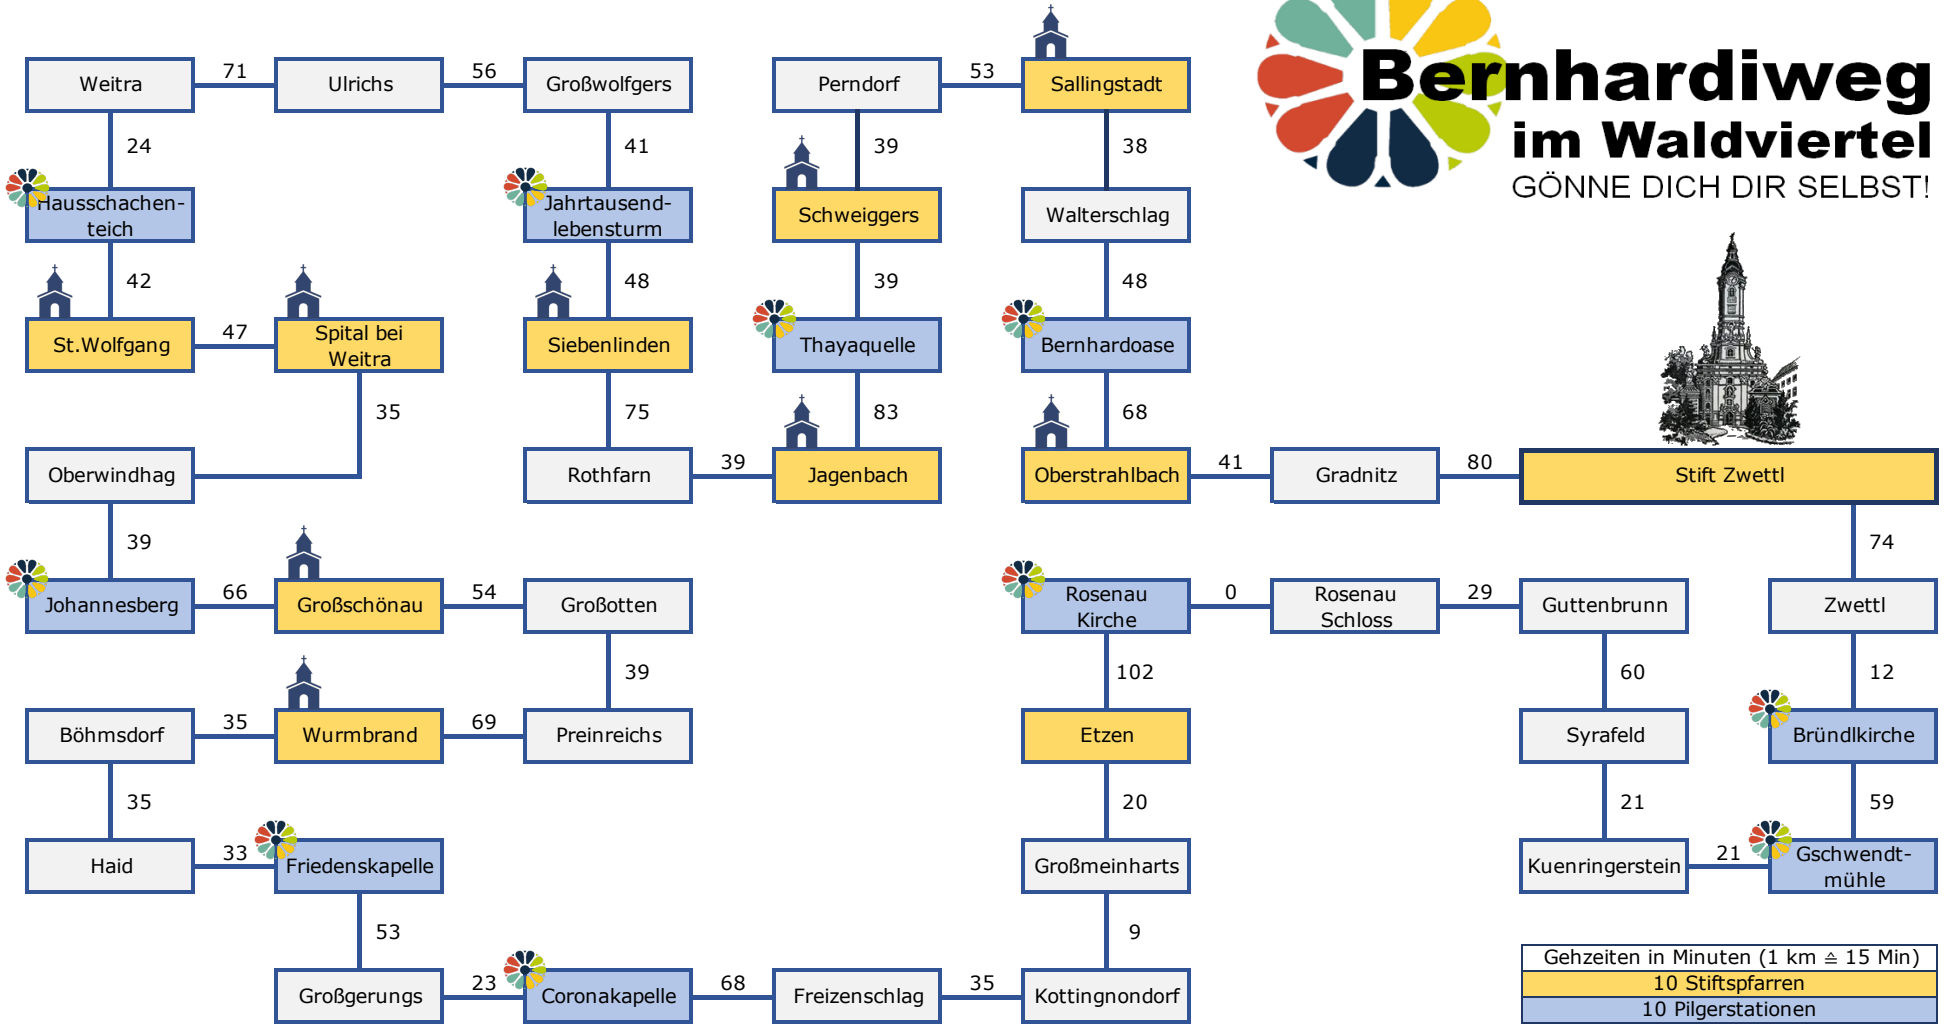 Bernhardiweg
im Waldviertel
GÖNNE DICH DIR SELBST!
Weitra
71
Ulrichs
56
Großwolfgers
Perndorf
53
Sallingstadt
24
41
39
38
Hausschachen-
teich
Jahrtausend-
lebensturm
Schweiggers
Walterschlag
42
48
39
48
St.Wolfgang
47
Spital bei
Weitra
Siebenlinden
Thayaquelle
Bernhardoase
35
75
83
68
Oberwindhag
Rothfarn
39
Jagenbach
Oberstrahlbach
41
Gradnitz
80
Stift Zwettl
39
74
Johannesberg
66
Großschönau
54
Großotten
Rosenau
Kirche
0
Rosenau
Schloss
29
Guttenbrunn
Zwettl
39
102
60
12
Böhmsdorf
35
Wurmbrand
69
Preinreichs
Etzen
Syrafeld
Bründlkirche
35
20
21
59
Haid
33
Friedenskapelle
Großmeinharts
Kuenringerstein
21
Gschwendt-
mühle
53
9
Großgerungs
23
Coronakapelle
68
Freizenschlag
35
Kottingnondorf
Gehzeiten in Minuten (1 km ≙ 15 Min)
10 Stiftspfarren
10 Pilgerstationen